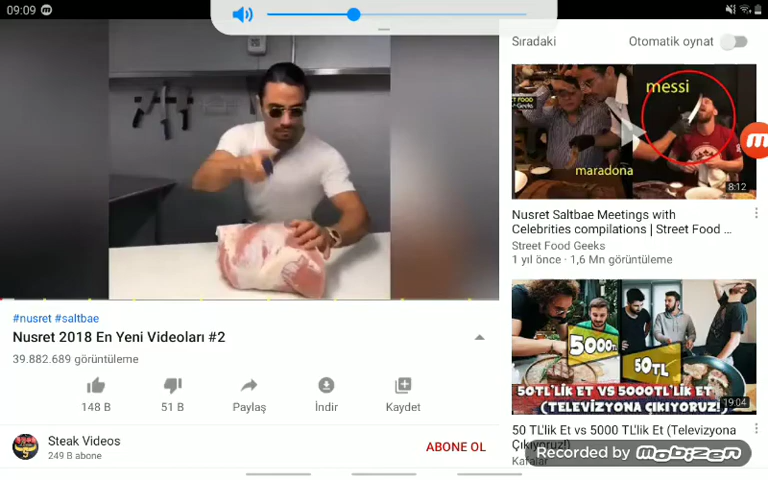 09:09
Sıradaki
Otomatik oynat
messi
maradona
8:12
Nusret Saltbae Meetings with
Celebrities compilations | Street Food ...
Street Food Geeks
1 yıl önce · 1,6 Mn görüntüleme
#nusret #saltbae
Nusret 2018 En Yeni Videoları #2
39.882.689 görüntüleme
148 B
51 B
Paylaş
İndir
Kaydet
Steak Videos
249 B abone
ABONE OL
5000TL
50TL
50TL'LİK ET VS 5000TL'LİK ET
(TELEVİZYONA ÇIKIYORUZ!)
19:04
50 TL'lik Et vs 5000 TL'lik Et (Televizyona
Çıkıyoruz!)
Kafalar
Recorded by MOBIZEN